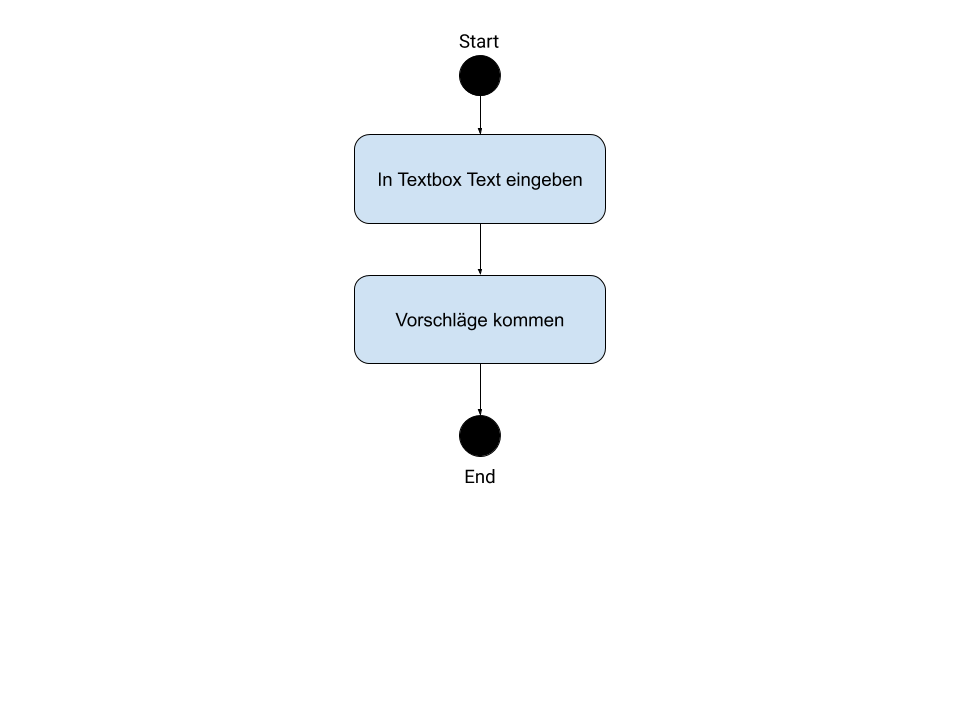 Start
In Textbox Text eingeben
Vorschläge kommen
End